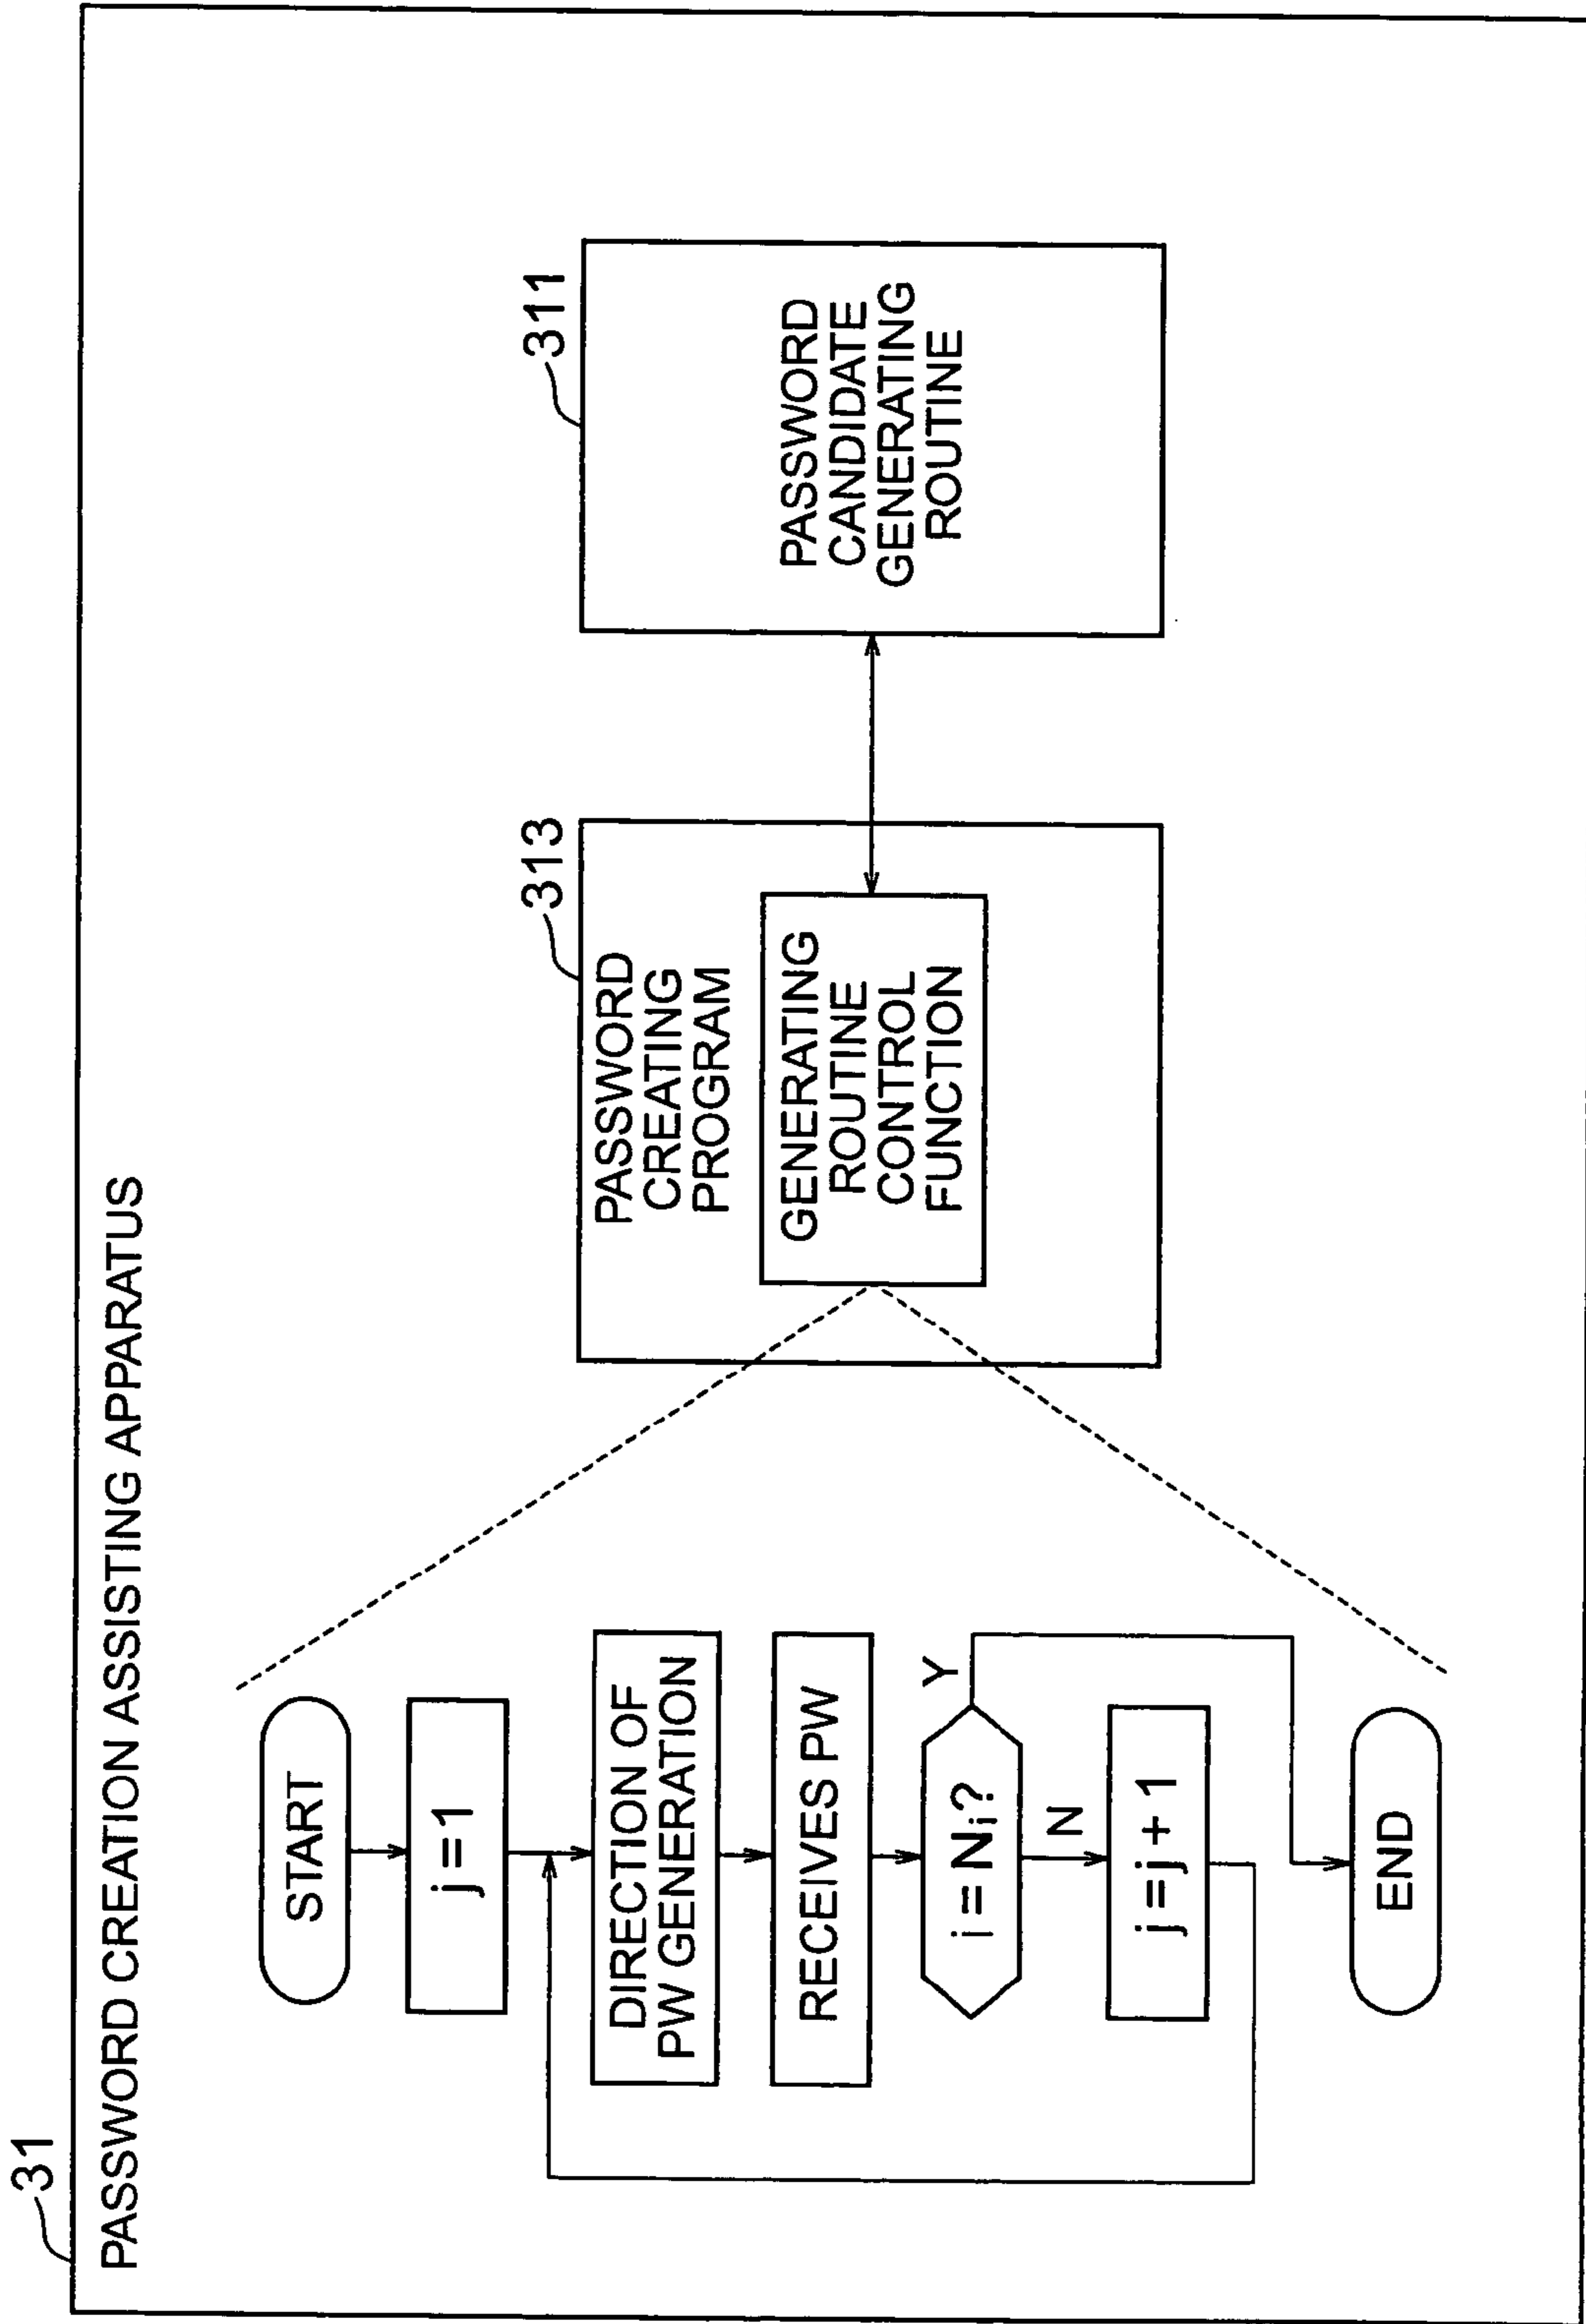 31
PASSWORD CREATION ASSISTING APPARATUS
START
j = 1
DIRECTION OF
PW GENERATION
RECEIVES PW
i = Ni?
Y
N
j = j + 1
END
313
PASSWORD
CREATING
PROGRAM
GENERATING
ROUTINE
CONTROL
FUNCTION
311
PASSWORD
CANDIDATE
GENERATING
ROUTINE